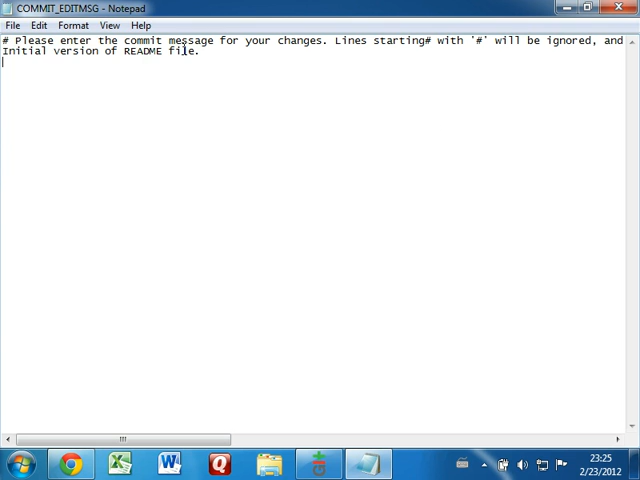 COMMIT_EDITMSG - Notepad
File Edit Format View Help
# Please enter the commit message for your changes. Lines starting# with '#' will be ignored, and
Initial version of README file.
23:25
2/23/2012